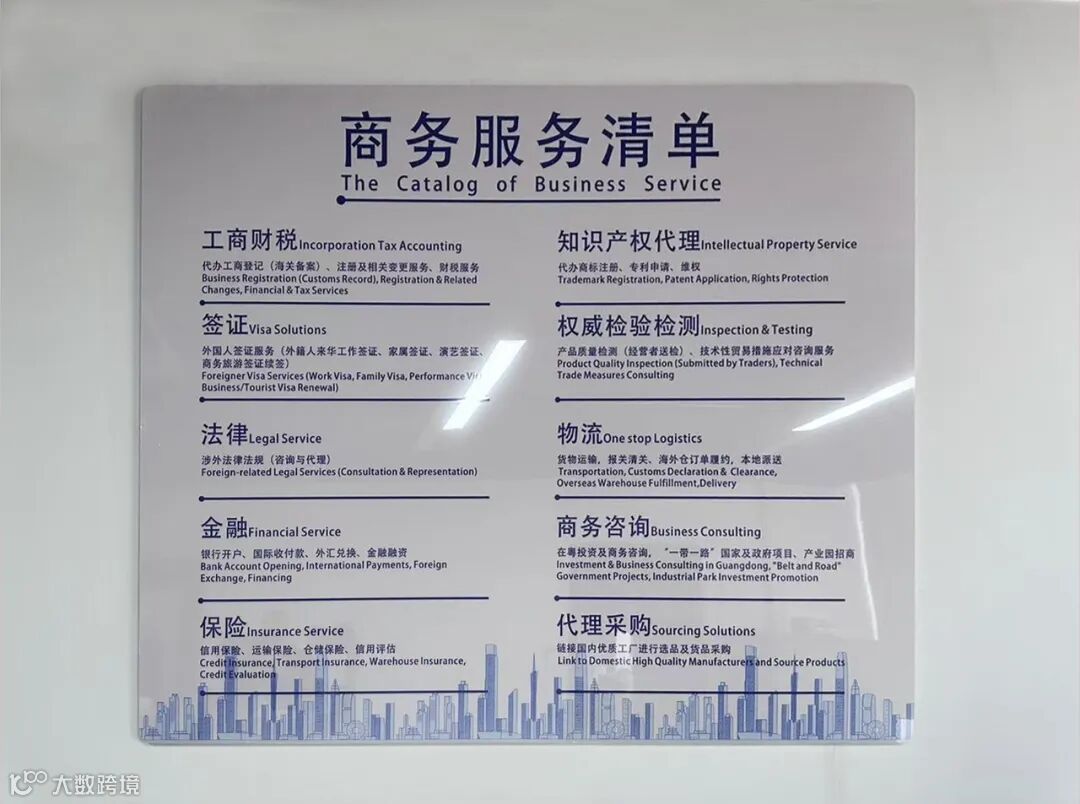 商务服务清单
The Catalog of Business Service
工商财税Incorporation Tax Accounting
代办工商登记（海关备案）、注册及相关变更服务、财税服务
Business Registration (Customs Record), Registration & Related
Changes, Financial & Tax Services
签证Visa Solutions
外国人签证服务（外籍人来华工作签证、家属签证、演艺签证、
商务旅游签证续签）
Foreigner Visa Services (Work Visa, Family Visa, Performance
Business/Tourist Visa Renewal)
法律Legal Service
涉外法律法规（咨询与代理）
Foreign-related Legal Services (Consultation & Representation)
金融Financial Service
银行开户、国际收付款、外汇兑换、金融融资
Bank Account Opening, International Payments, Foreign
Exchange, Financing
保险Insurance Service
信用保险、运输保险、仓储保险、信用评估
Credit Insurance, Transport Insurance, Warehouse Insurance,
Credit Evaluation
知识产权代理Intellectual Property Service
代办商标注册、专利申请、维权
Trademark Registration, Patent Application, Rights Protection
权威检验检测Inspection & Testing
产品质量检测（经营者送检）、技术性贸易措施应对咨询服务
Product Quality Inspection (Submitted by Traders), Technical
Trade Measures Consulting
物流One stop Logistics
货物运输，报关清关、海外仓订单履约，本地派送
Transportation, Customs Declaration & Clearance,
Overseas Warehouse Fulfillment,Delivery
商务咨询Business Consulting
在粤投资及商务咨询，“一带一路”国家及政府项目、产业园招商
Investment & Business Consulting in Guangdong, "Belt and Road"
Government Projects, Industrial Park Investment Promotion
代理采购Sourcing Solutions
链接国内优质工厂进行选品及货品采购
Link to Domestic High Quality Manufacturers and Source Products
大数跨境